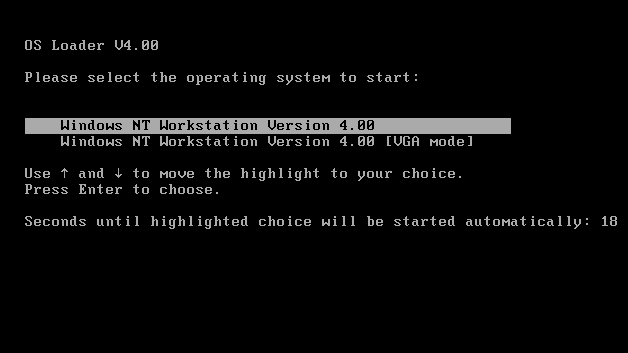 OS Loader V4.00
Please select the operating system to start:
Windows NT Workstation Version 4.00
Windows NT Workstation Version 4.00 [VGA mode]
Use ↑ and ↓ to move the highlight to your choice.
Press Enter to choose.
Seconds until highlighted choice will be started automatically: 18